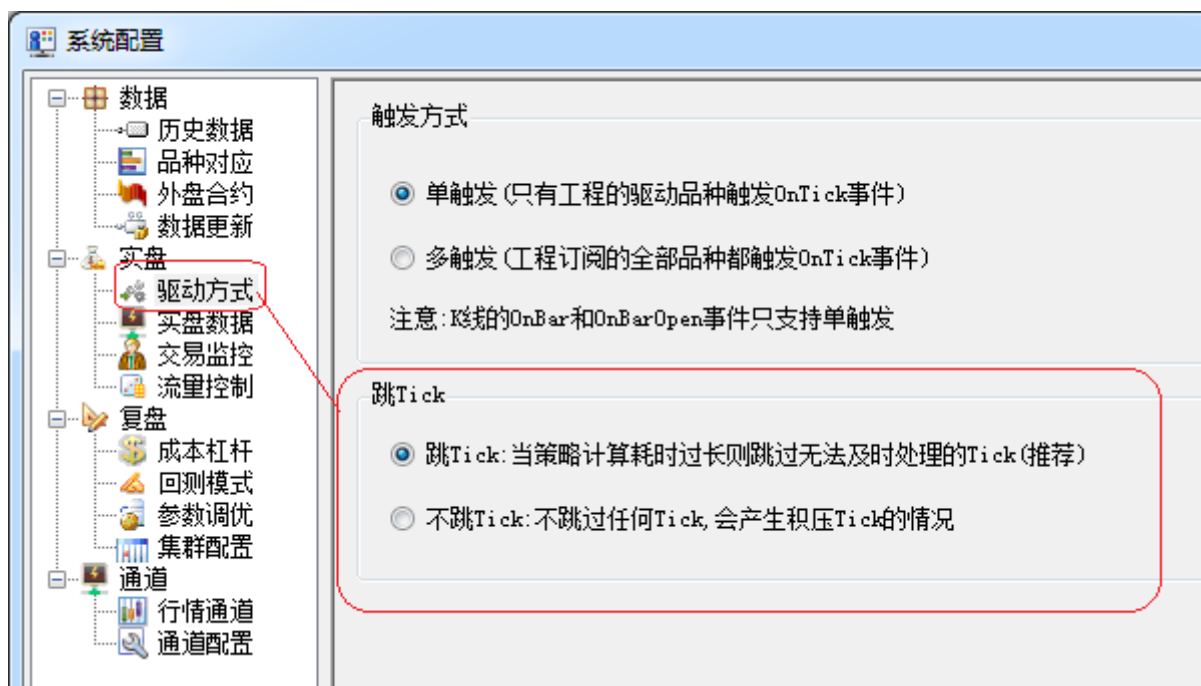 系统配置
数据
历史数据
品种对应
外盘合约
数据更新
实盘
驱动方式
实盘数据
交易监控
流量控制
复盘
成本杠杆
回测模式
参数调优
集群配置
通道
行情通道
通道配置
触发方式
单触发(只有工程的驱动品种触发OnTick事件)
多触发(工程订阅的全部品种都触发OnTick事件)
注意:K线的OnBar和OnBarOpen事件只支持单触发
跳Tick
跳Tick:当策略计算耗时过长则跳过无法及时处理的Tick(推荐)
不跳Tick:不跳过任何Tick,会产生积压Tick的情况